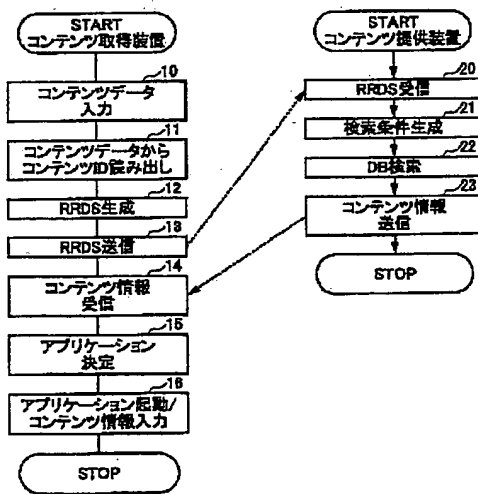 START
コンテンツ取得装置
10
コンテンツデータ
入力
11
コンテンツデータから
コンテンツID読み出し
12
RRDS生成
13
RRDS送信
14
コンテンツ情報
受信
15
アプリケーション
決定
16
アプリケーション起動/
コンテンツ情報入力
STOP
START
コンテンツ提供装置
20
RRDS受信
21
検索条件生成
22
DB検索
23
コンテンツ情報
送信
STOP